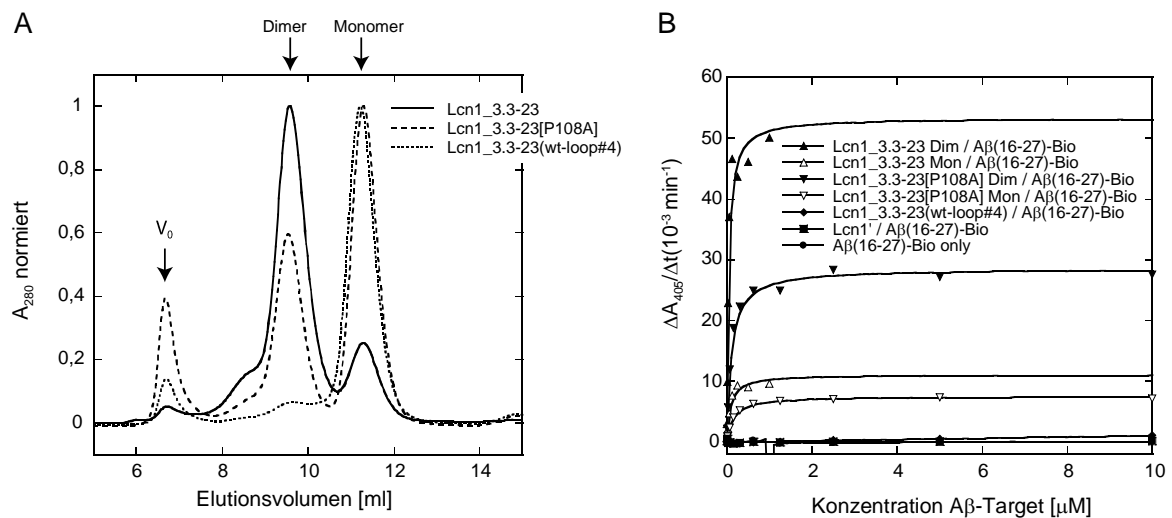 A
Dimer
Monomer
Lcn1_3.3-23
Lcn1_3.3-23[P108A]
Lcn1_3.3-23(wt-loop#4)
V₀
1
0,8
0,6
0,4
0,2
0
A₂₈₀ normiert
6
8
10
12
14
Elutionsvolumen [ml]
B
60
50
40
30
20
10
0
ΔA₄₀₅/Δt(10⁻³ min⁻¹)
Lcn1_3.3-23 Dim / Aβ(16-27)-Bio
Lcn1_3.3-23 Mon / Aβ(16-27)-Bio
Lcn1_3.3-23[P108A] Dim / Aβ(16-27)-Bio
Lcn1_3.3-23[P108A] Mon / Aβ(16-27)-Bio
Lcn1_3.3-23(wt-loop#4) / Aβ(16-27)-Bio
Lcn1' / Aβ(16-27)-Bio
Aβ(16-27)-Bio only
0
2
4
6
8
10
Konzentration Aβ-Target [µM]